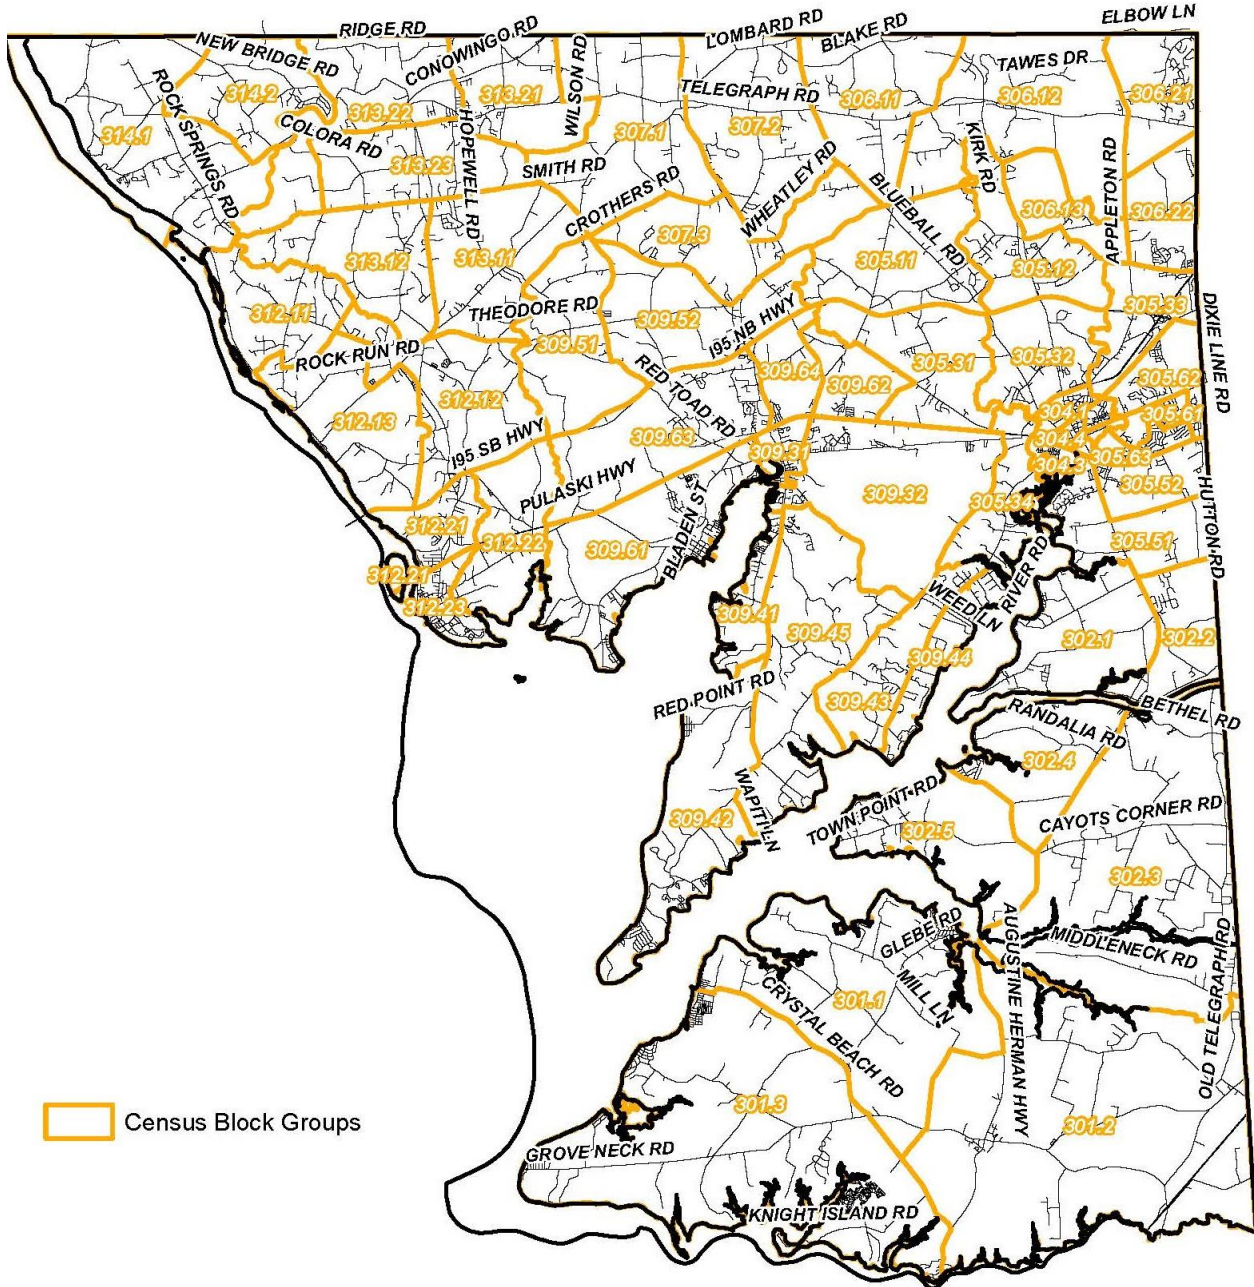 ELBOW LN
RIDGE RD
LOMBARD RD
BLAKE RD
CONOWINGO RD
NEW BRIDGE RD
WILSON RD
TAWES DR
ROCK SPRINGS RD
314.2
313.21
TELEGRAPH RD
306.11
306.12
306.21
313.22
314.1
COLORA RD
HOPEWELL RD
307.1
307.2
KIRK RD
313.23
SMITH RD
APPLETON RD
CROTHERS RD
WHEATLEY RD
BLUEBALL RD
306.13
306.22
307.3
313.12
313.11
305.11
305.12
312.11
THEODORE RD
309.52
I95 NB HWY
305.33
DIXIE LINE RD
ROCK RUN RD
309.51
RED TOAD RD
309.64
309.62
305.31
305.32
305.62
312.12
312.13
304.1
305.61
I95 SB HWY
309.63
309.31
304.4
304.3
305.63
PULASKI HWY
309.32
305.34
305.52
HUTTON RD
312.21
312.22
309.61
BLADEN ST
305.51
312.21
312.23
RIVER RD
WEED LN
309.41
309.45
309.44
302.1
302.2
RED POINT RD
309.43
RANDALIA RD
BETHEL RD
302.4
WAPITI LN
TOWN POINT RD
309.42
302.5
CAYOTS CORNER RD
302.3
GLEBE RD
AUGUSTINE HERMAN HWY
MIDDLENECK RD
MILL LN
301.1
CRYSTAL BEACH RD
OLD TELEGRAPH RD
301.3
Census Block Groups
301.2
GROVE NECK RD
KNIGHT ISLAND RD